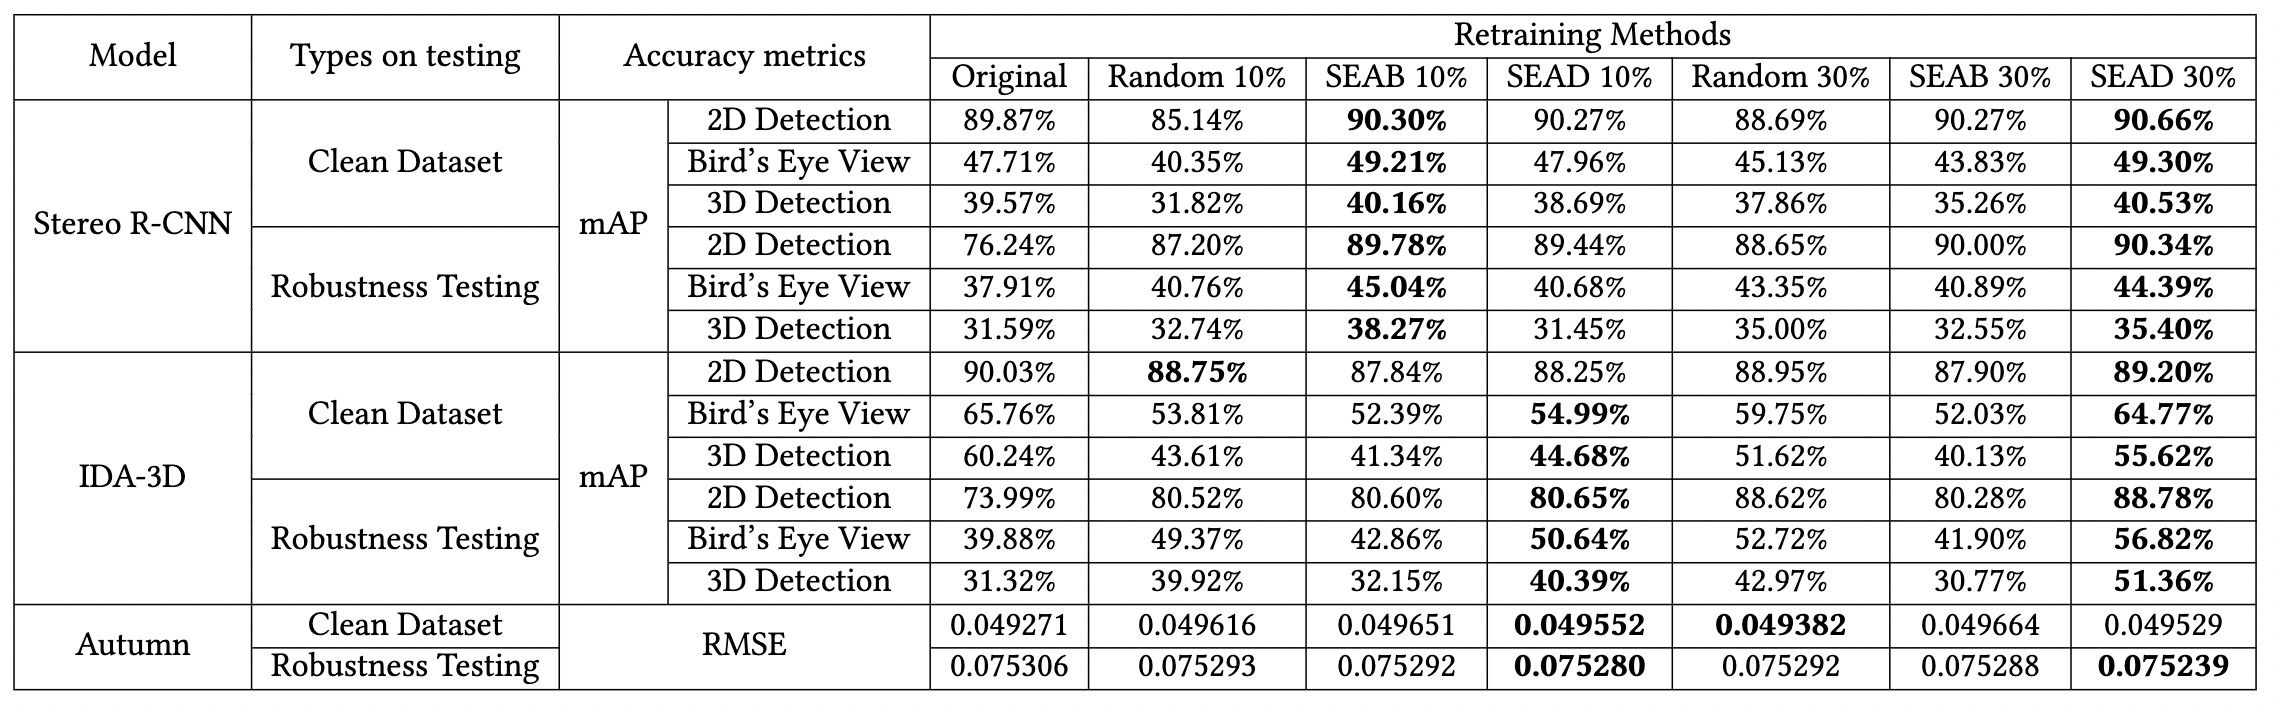 Model Types on testing Accuracy metrics Retraining Methods
Original Random 10% SEAB 10% SEAD 10% Random 30% SEAB 30% SEAD 30%
Stereo R-CNN Clean Dataset mAP 2D Detection 89.87% 85.14% 90.30% 90.27% 88.69% 90.27% 90.66%
Bird's Eye View 47.71% 40.35% 49.21% 47.96% 45.13% 43.83% 49.30%
3D Detection 39.57% 31.82% 40.16% 38.69% 37.86% 35.26% 40.53%
Robustness Testing 2D Detection 76.24% 87.20% 89.78% 89.44% 88.65% 90.00% 90.34%
Bird's Eye View 37.91% 40.76% 45.04% 40.68% 43.35% 40.89% 44.39%
3D Detection 31.59% 32.74% 38.27% 31.45% 35.00% 32.55% 35.40%
IDA-3D Clean Dataset mAP 2D Detection 90.03% 88.75% 87.84% 88.25% 88.95% 87.90% 89.20%
Bird's Eye View 65.76% 53.81% 52.39% 54.99% 59.75% 52.03% 64.77%
3D Detection 60.24% 43.61% 41.34% 44.68% 51.62% 40.13% 55.62%
Robustness Testing 2D Detection 73.99% 80.52% 80.60% 80.65% 88.62% 80.28% 88.78%
Bird's Eye View 39.88% 49.37% 42.86% 50.64% 52.72% 41.90% 56.82%
3D Detection 31.32% 39.92% 32.15% 40.39% 42.97% 30.77% 51.36%
Autumn Clean Dataset RMSE 0.049271 0.049616 0.049651 0.049552 0.049382 0.049664 0.049529
Robustness Testing 0.075306 0.075293 0.075292 0.075280 0.075292 0.075288 0.075239